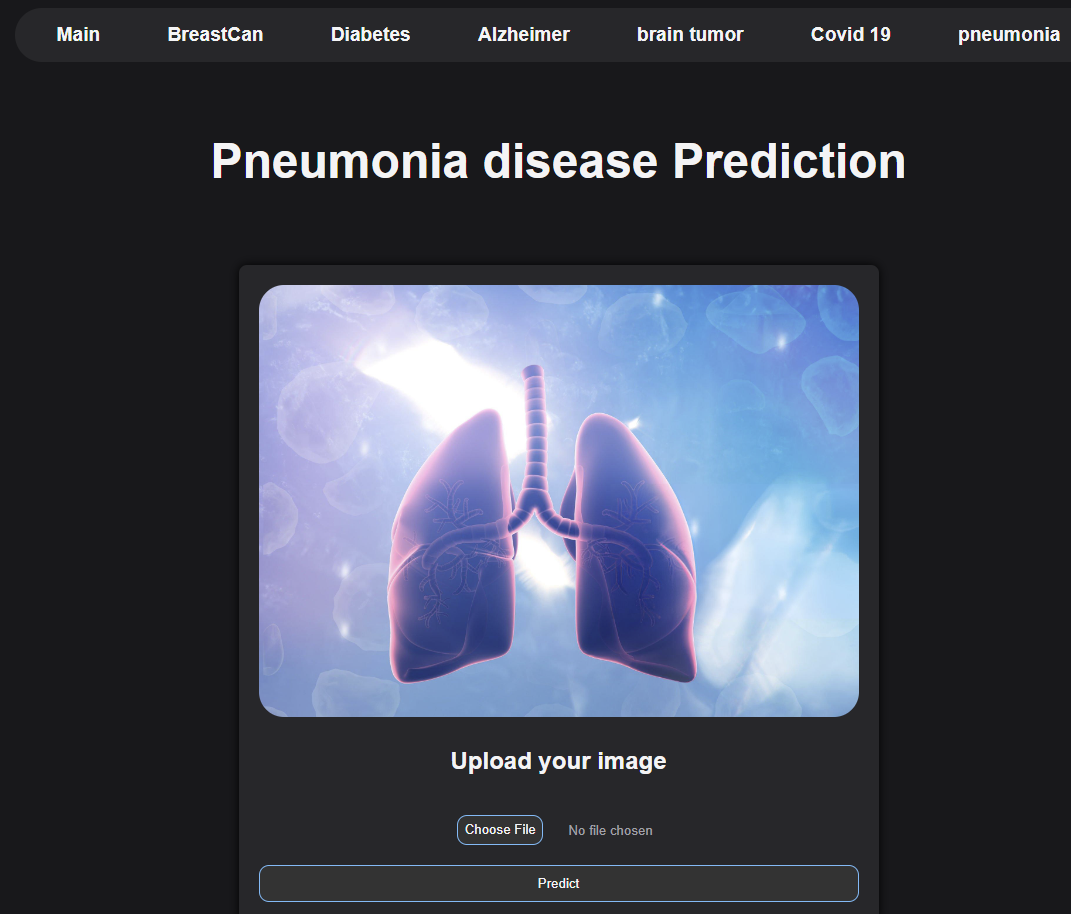 Main BreastCan Diabetes Alzheimer brain tumor Covid 19 pneumonia
Pneumonia disease Prediction
Upload your image
Choose File No file chosen
Predict